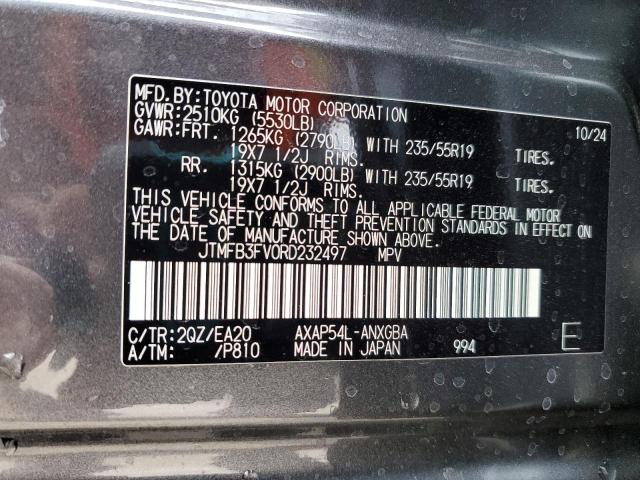 MFD. BY: TOYOTA MOTOR CORPORATION
GVWR: 2510KG (5530LB) 10/24
GAWR: FRT. 1265KG (2790LB) WITH 235/55R19 TIRES.
19X7 1/2J RIMS.
RR. 1315KG (2900LB) WITH 235/55R19 TIRES.
19X7 1/2J RIMS.
THIS VEHICLE CONFORMS TO ALL APPLICABLE FEDERAL MOTOR
VEHICLE SAFETY AND THEFT PREVENTION STANDARDS IN EFFECT ON
THE DATE OF MANUFACTURE SHOWN ABOVE.
JTMFB3FV0RD232497 MPV
C/TR: 2QZ/EA20 AXAP54L-ANXGBA
A/TM: /P810 MADE IN JAPAN 994 E